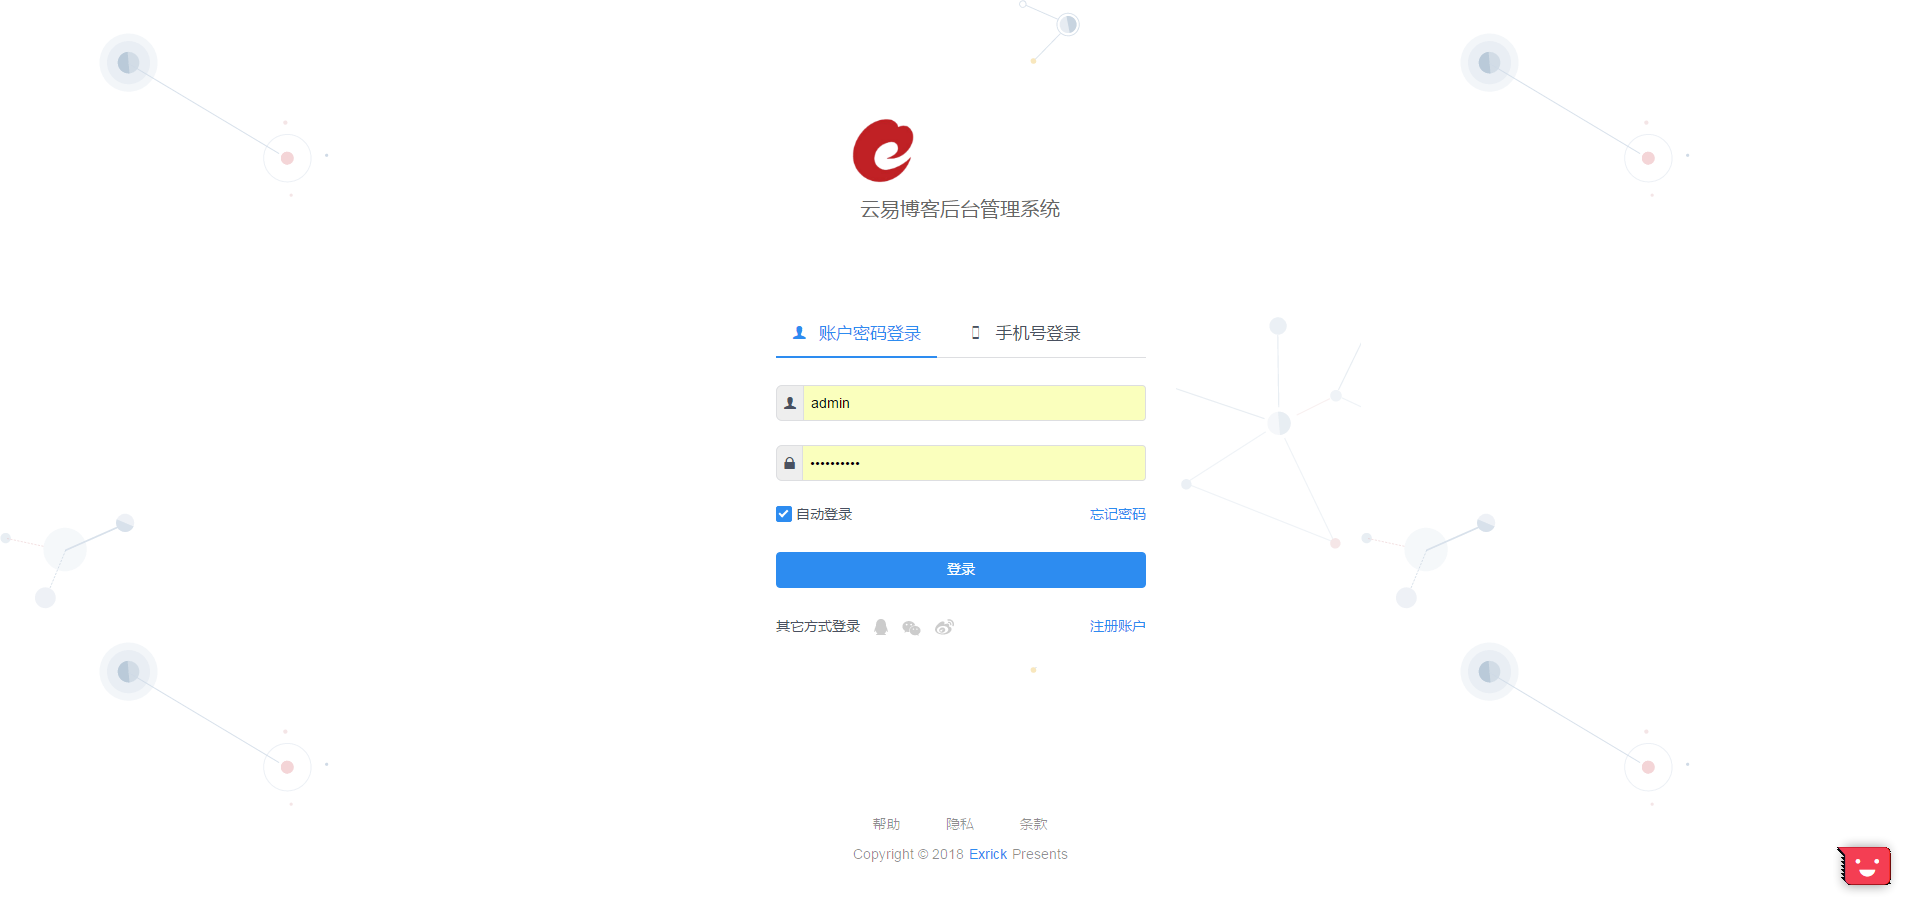 云易博客后台管理系统
账户密码登录 手机号登录
admin
••••••••••
自动登录 忘记密码
登录
其它方式登录 注册账户
帮助 隐私 条款
Copyright © 2018 Exrick Presents